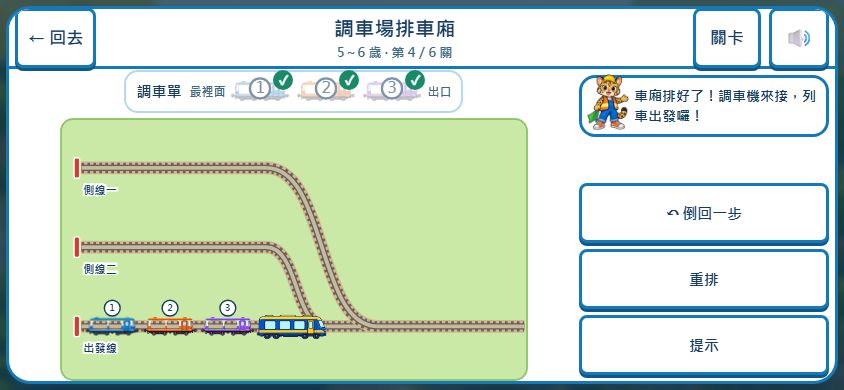 ← 回去
調車場排車廂
5~6 歲 · 第 4 / 6 關
關卡
調車單 最裡面 1 2 3 出口
車廂排好了！調車機來接，列
車出發囉！
側線一
側線二
1 2 3
出發線
倒回一步
重排
提示